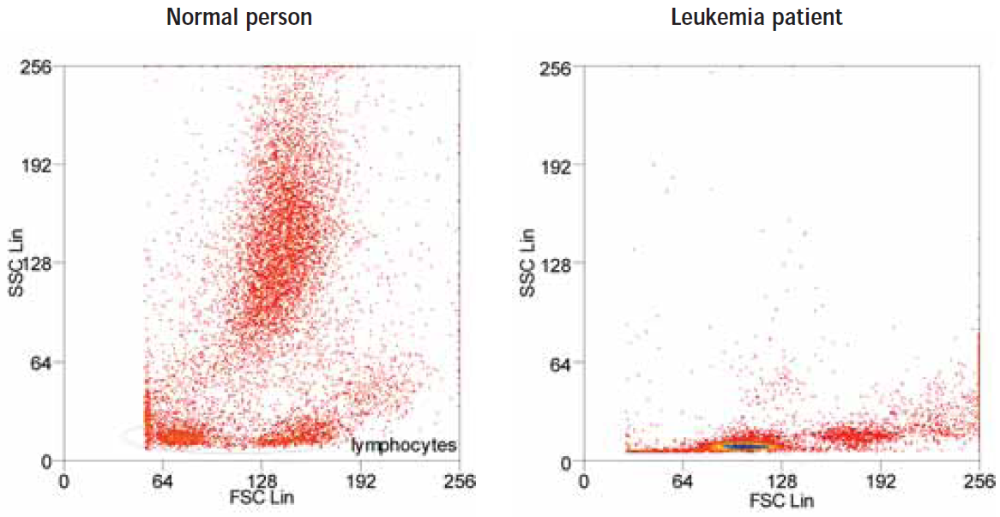 Normal person
Leukemia patient
256
192
128
64
0
SSC Lin
0 64 128 192 256
FSC Lin
lymphocytes
256
192
128
64
0
SSC Lin
0 64 128 192 256
FSC Lin